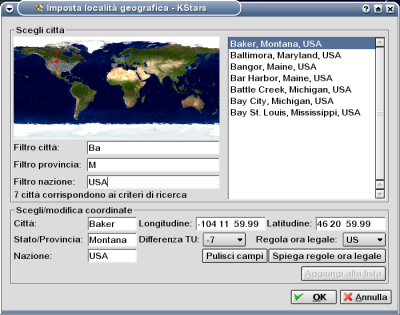 Imposta località geografica - KStars
Scegli città
Baker, Montana, USA
Baltimora, Maryland, USA
Bangor, Maine, USA
Bar Harbor, Maine, USA
Battle Creek, Michigan, USA
Bay City, Michigan, USA
Bay St. Louis, Mississippi, USA
Filtro città: Ba
Filtro provincia: M
Filtro nazione: USA
7 città corrispondono ai criteri di ricerca
Scegli/modifica coordinate
Città: Baker Longitudine: -104 11 59.99 Latitudine: 46 20 59.99
Stato/Provincia: Montana Differenza TU: -7 Regola ora legale: US
Nazione: USA Pulisci campi Spiega regole ora legale
Aggiungi alla lista
OK Annulla